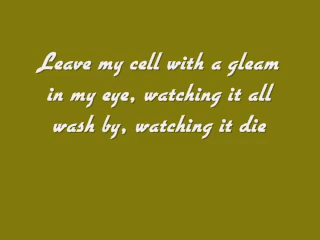 Leave my cell with a gleam
in my eye, watching it all
wash by, watching it die